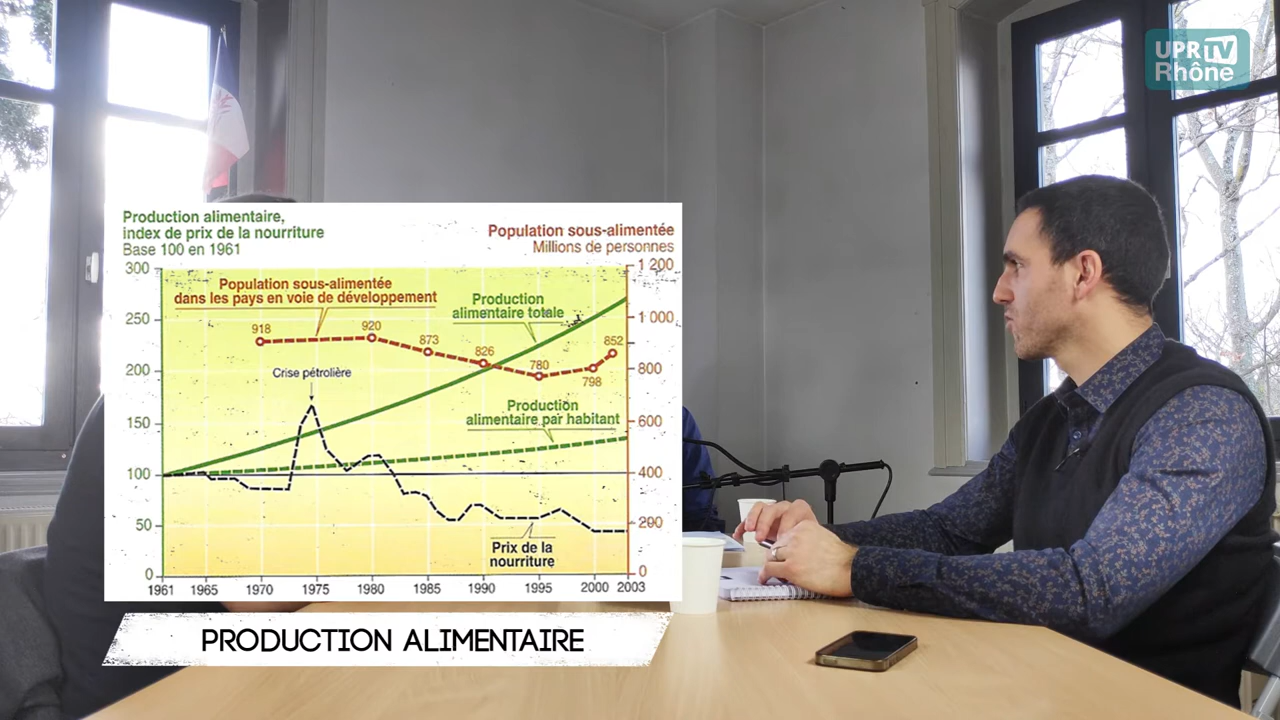 UPR TV
Rhône
Production alimentaire,
index de prix de la nourriture
Base 100 en 1961
Population sous-alimentée
Millions de personnes
300
250
200
150
100
50
0
1 200
1 000
800
600
400
200
0
Population sous-alimentée
dans les pays en voie de développement
Production
alimentaire totale
918
920
873
826
780
798
852
Crise pétrolière
Production
alimentaire par habitant
Prix de la
nourriture
1961 1965 1970 1975 1980 1985 1990 1995 2000 2003
PRODUCTION ALIMENTAIRE